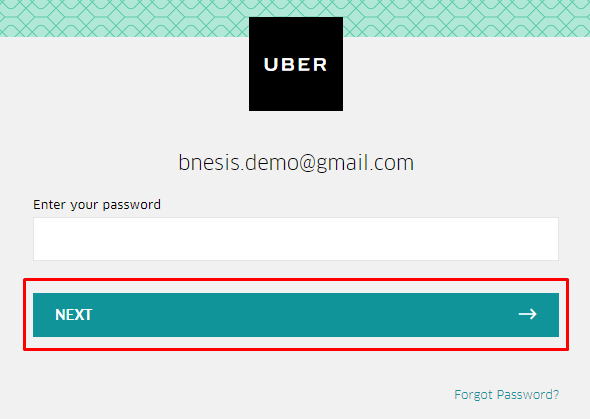 UBER
bnesis.demo@gmail.com
Enter your password
NEXT
Forgot Password?